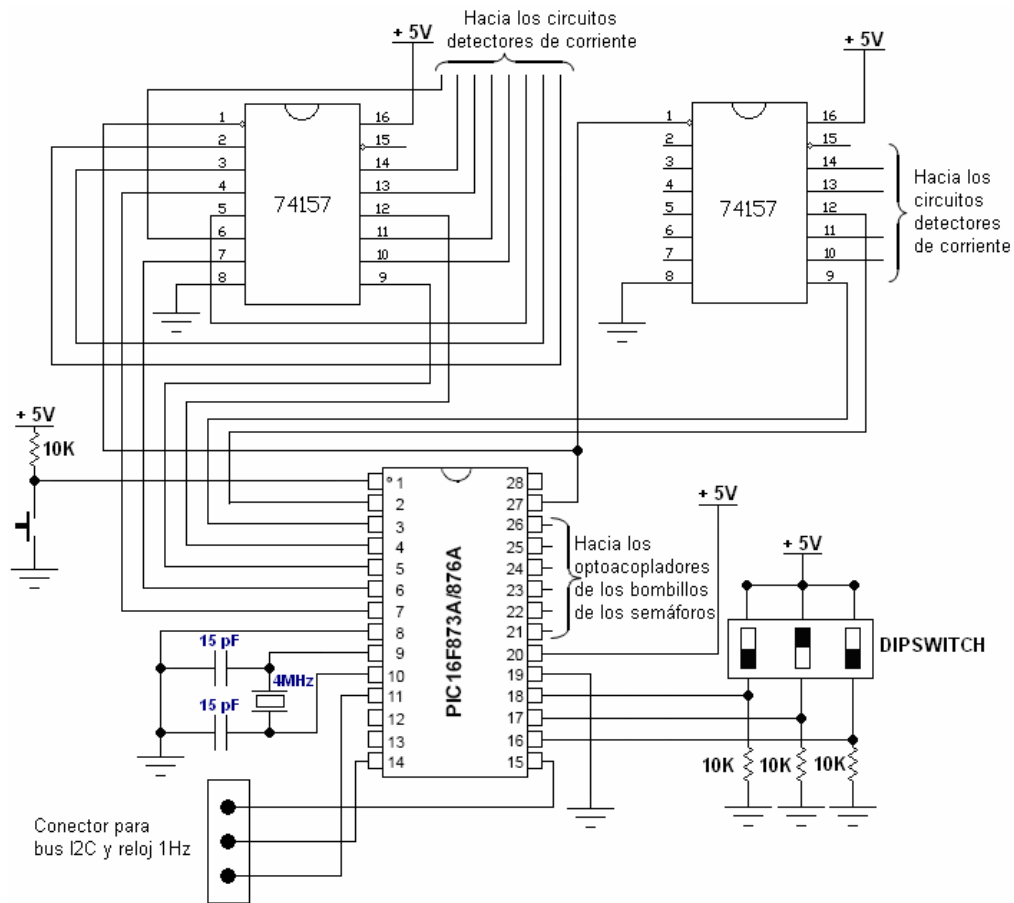 Hacia los circuitos
detectores de corriente
+ 5V
1
2
3
4
5
6
7
8
16
15
14
13
12
11
10
9
74157
+ 5V
1
2
3
4
5
6
7
8
16
15
14
13
12
11
10
9
74157
Hacia los
circuitos
detectores
de corriente
+ 5V
10K
1
2
3
4
5
6
7
8
9
10
11
12
13
14
28
27
26
25
24
23
22
21
20
19
18
17
16
15
PIC16F873A/876A
Hacia los
optoacopladores
de los bombillos
de los semáforos
+ 5V
+ 5V
DIPSWITCH
15 pF
4MHz
15 pF
10K
10K
10K
Conector para
bus I2C y reloj 1Hz